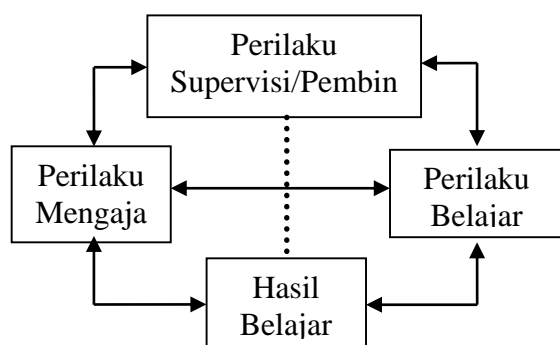 Perilaku
Supervisi/Pembin
Perilaku
Mengaja
Perilaku
Belajar
Hasil
Belajar